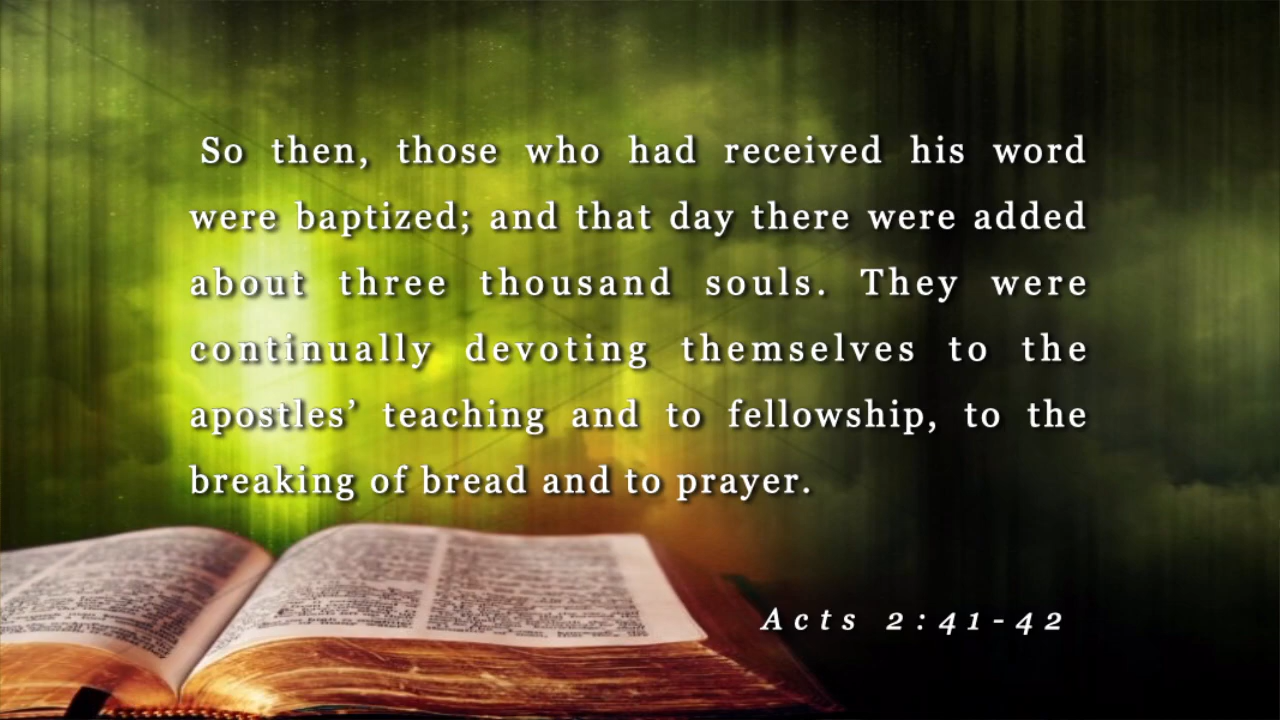 So then, those who had received his word
were baptized; and that day there were added
about three thousand souls. They were
continually devoting themselves to the
apostles’ teaching and to fellowship, to the
breaking of bread and to prayer.
Acts 2:41-42